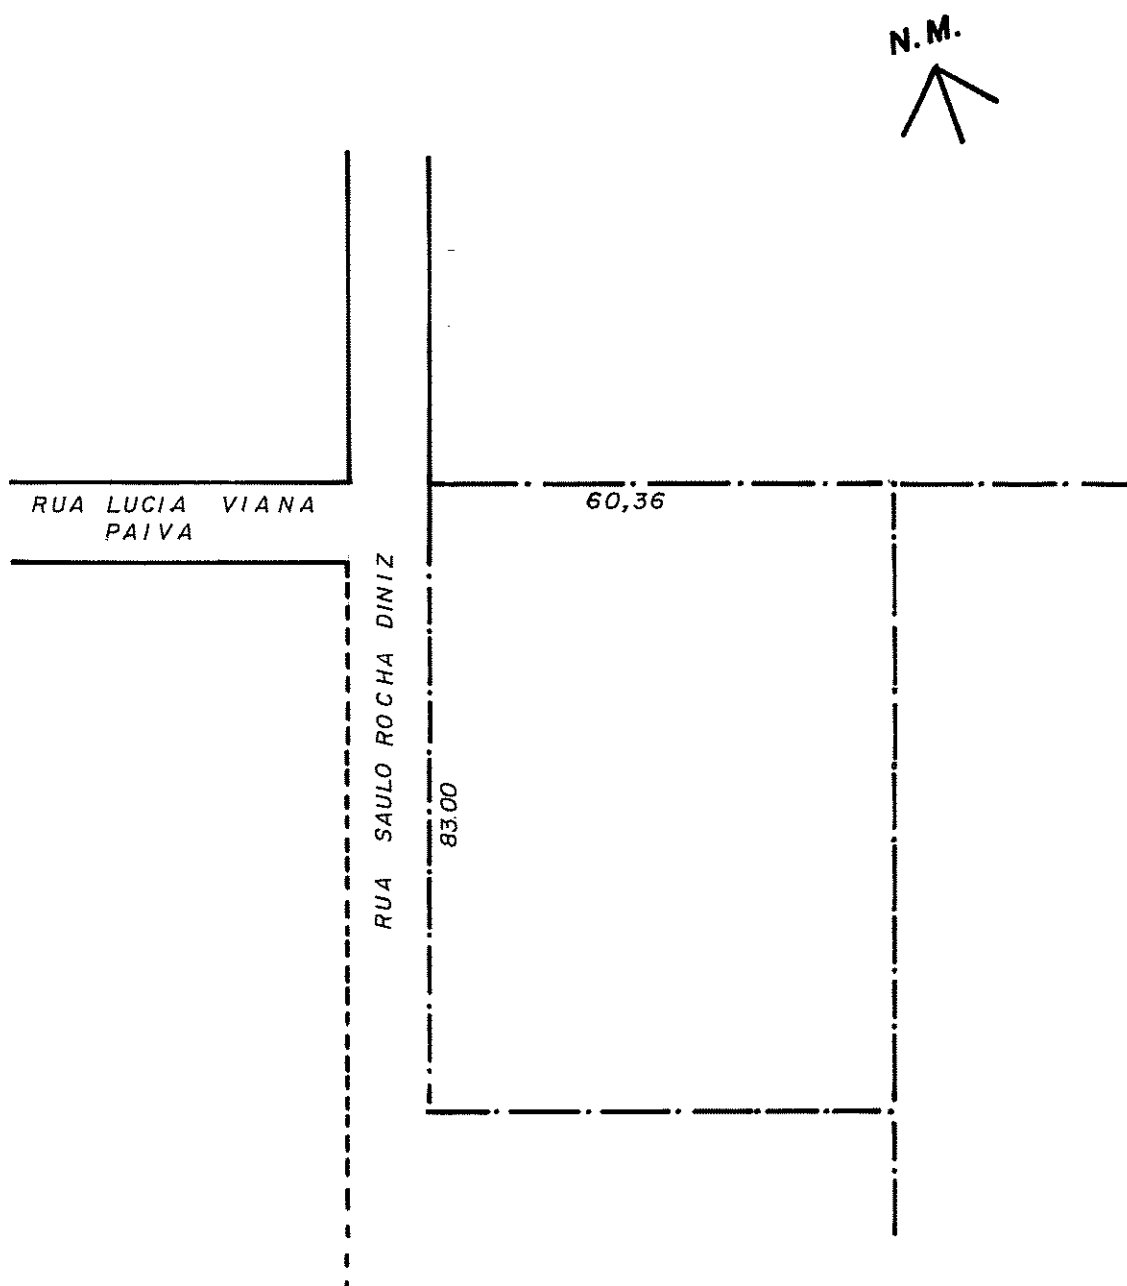 N.M.
RUA LUCIA VIANA
PAIVA
60,36
RUA SAULO ROCHA DINIZ
83.00